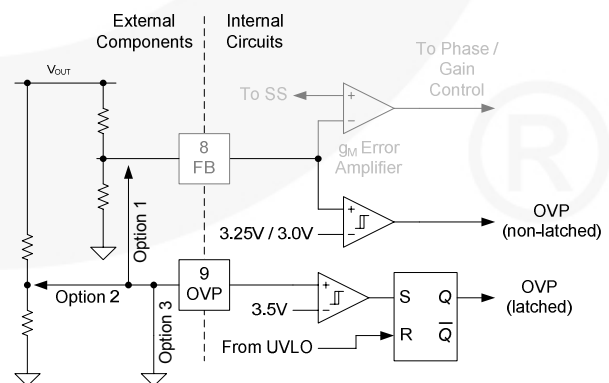 External
Components
Internal
Circuits
VOUT
To Phase /
Gain
Control
To SS
+
−
gM Error
Amplifier
8
FB
Option 1
+
−
3.25V / 3.0V
OVP
(non-latched)
9
OVP
Option 2
Option 3
+
−
3.5V
S Q
R Q
From UVLO
OVP
(latched)
®